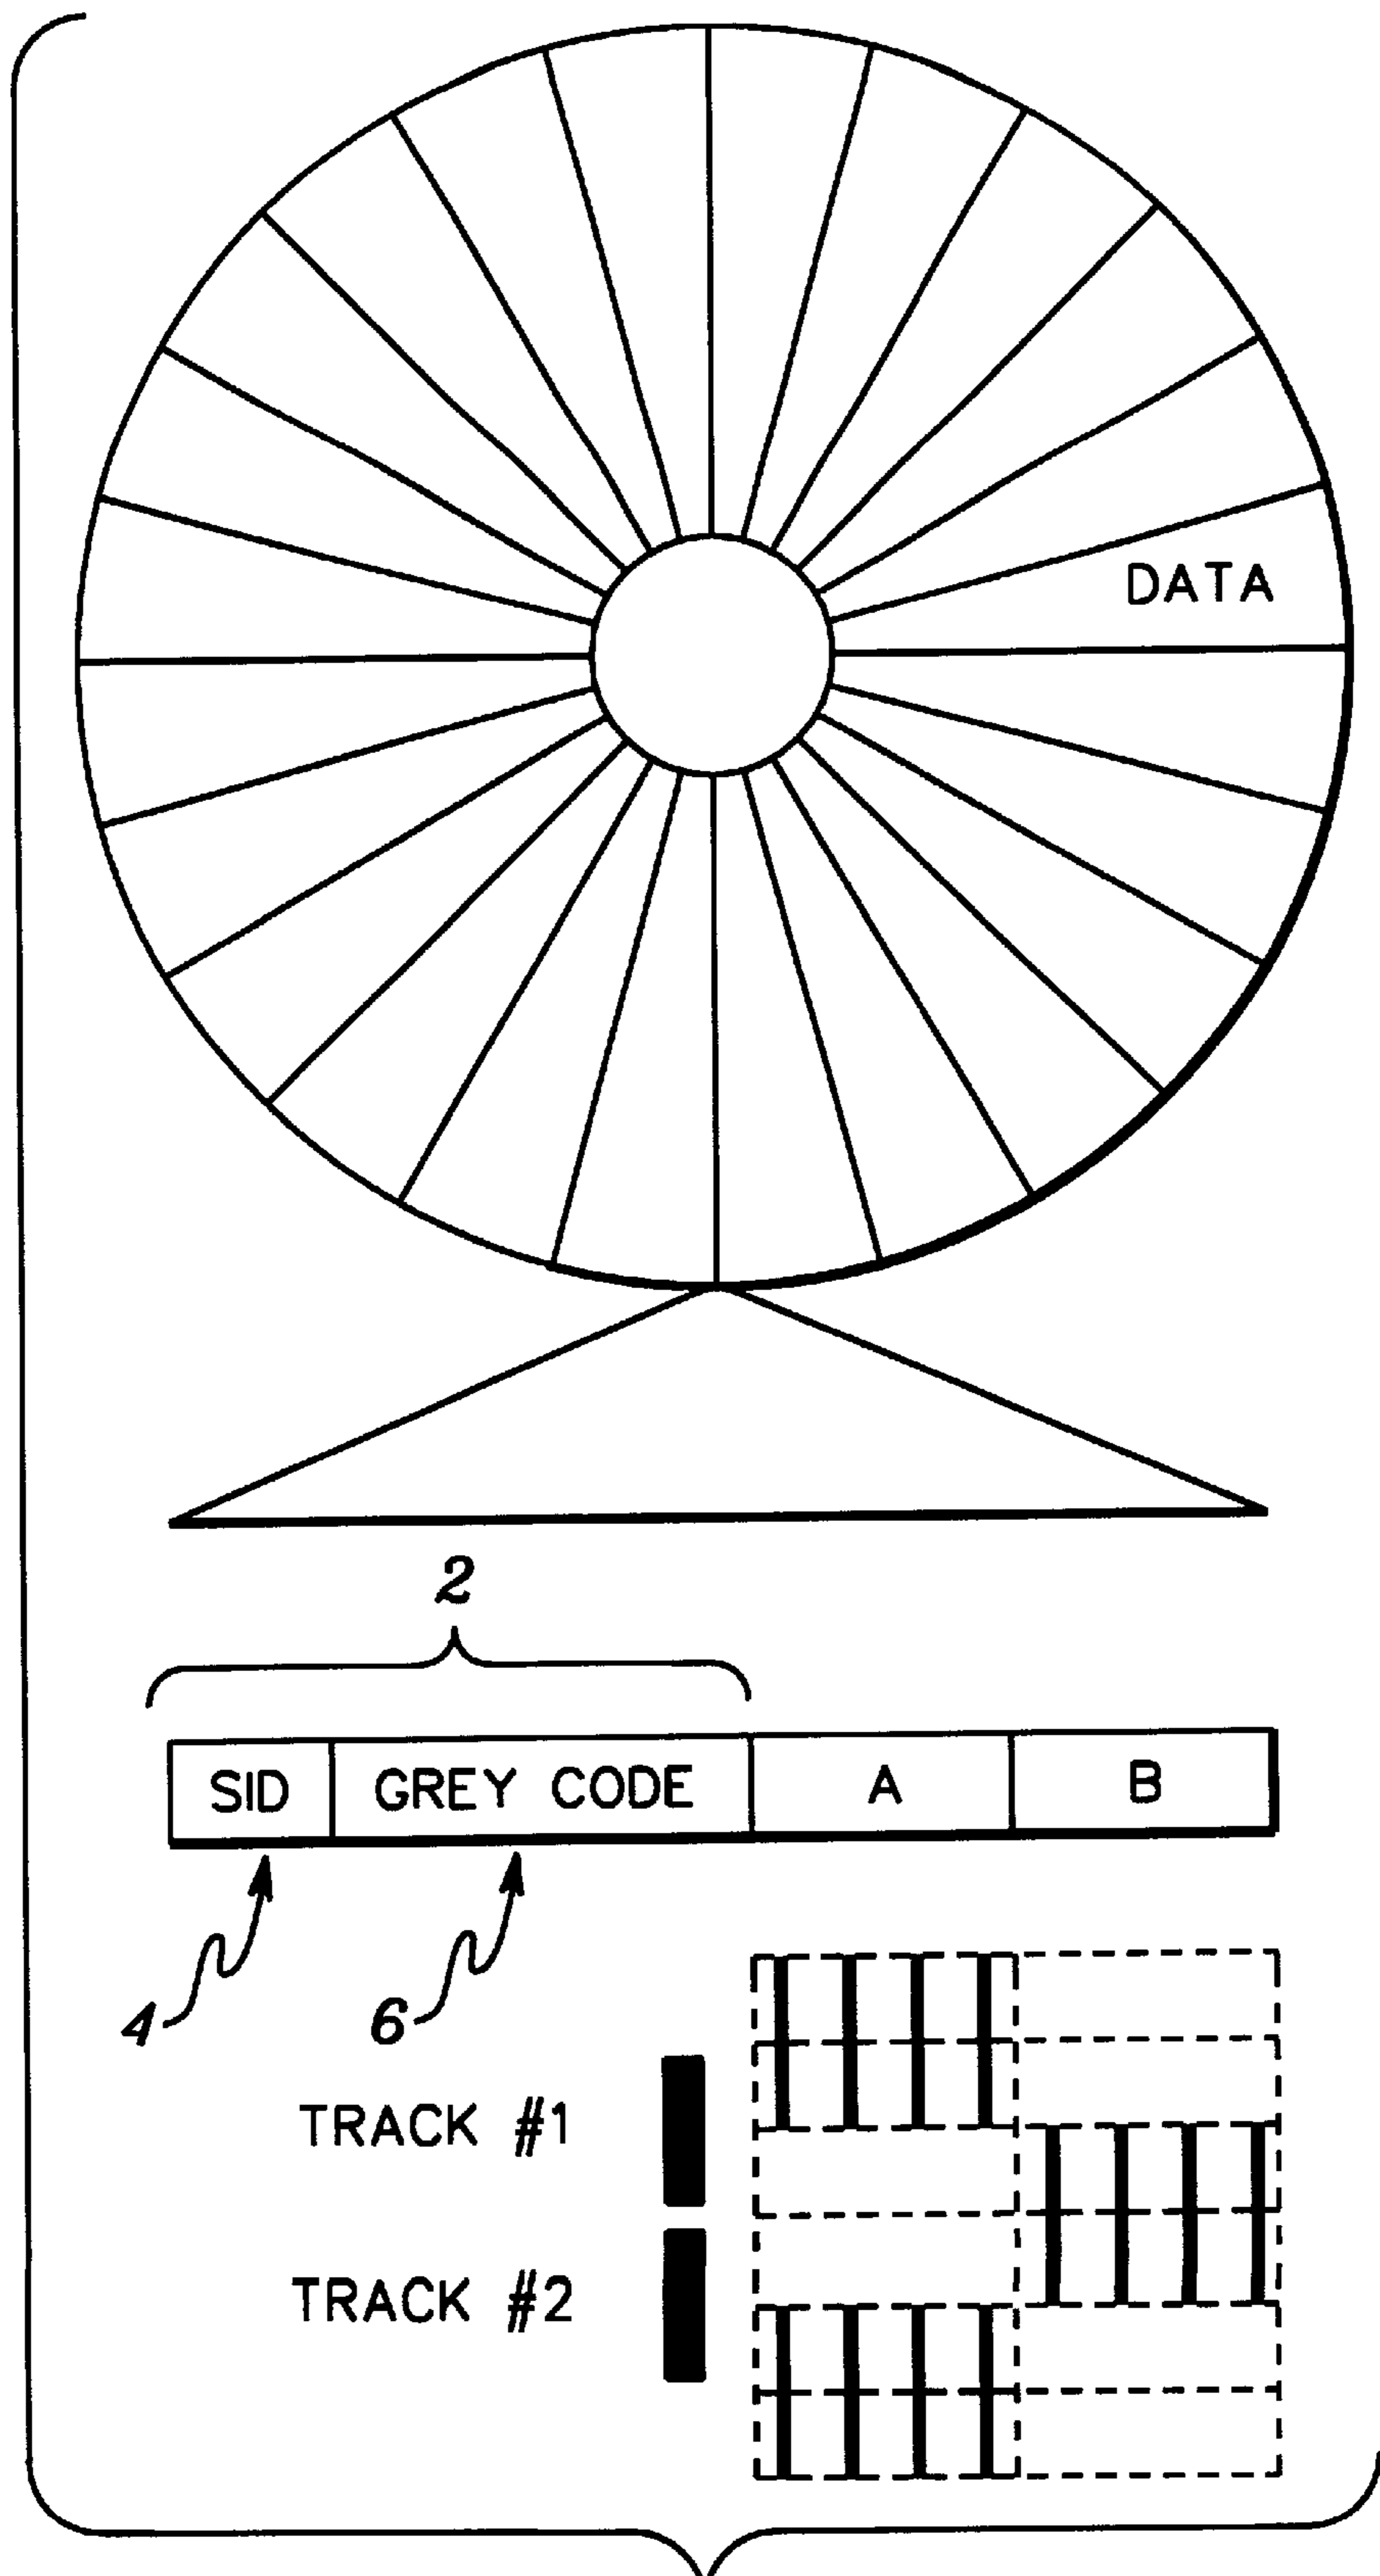 DATA
2
SID GREY CODE A B
4 6
TRACK #1
TRACK #2